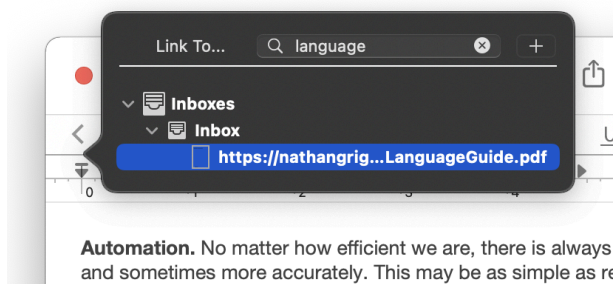 Link To... language
Inboxes
Inbox
https://nathangrig...LanguageGuide.pdf
0
Automation. No matter how efficient we are, there is always
and sometimes more accurately. This may be as simple as re